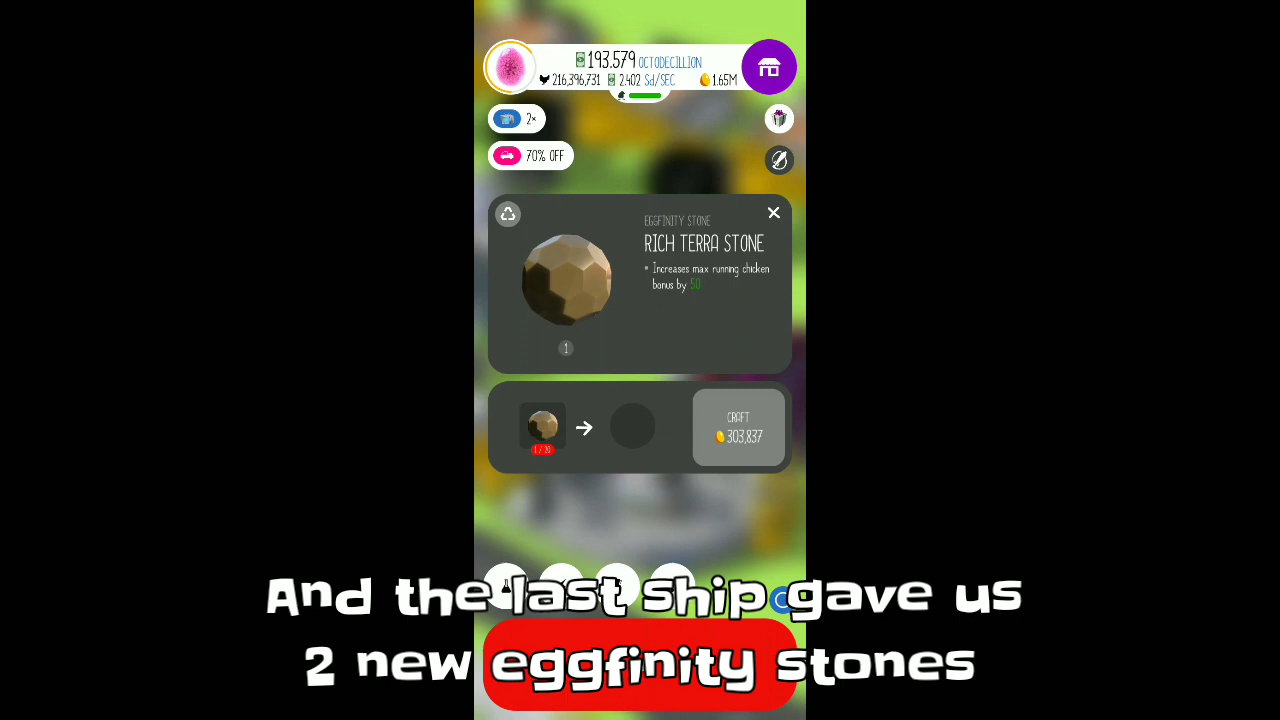 193.579 OCTODECILLION
216,396,731 2.402 Sd/SEC 1.65M
2×
70% OFF
EGGFINITY STONE
RICH TERRA STONE
• Increases max running chicken
bonus by 50
1
1 / 20
CRAFT
303,837
And the last ship gave us
2 new eggfinity stones